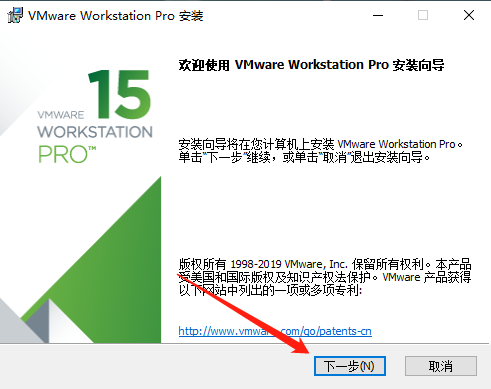 VMware Workstation Pro 安装
欢迎使用 VMware Workstation Pro 安装向导
VMWARE 15
WORKSTATION
PRO™
安装向导将在您计算机上安装 VMware Workstation Pro。
单击“下一步”继续，或单击“取消”退出安装向导。
版权所有 1998-2019 VMware, Inc. 保留所有权利。本产品
受美国和国际版权及知识产权法保护。VMware 产品获得
以下网站中列出的一项或多项专利:
http://www.vmware.com/go/patents-cn
下一步(N)
取消